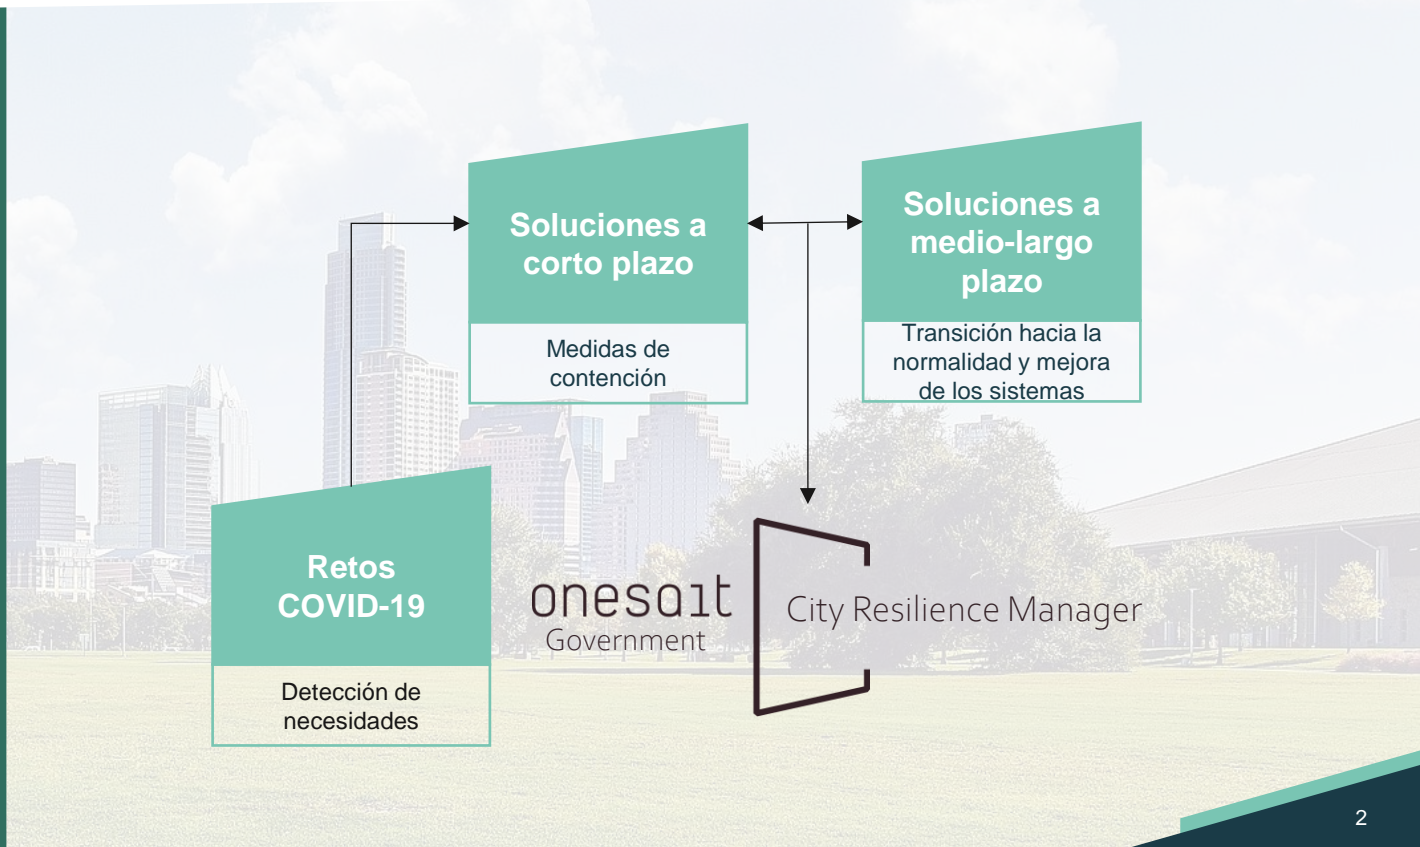 Soluciones a
corto plazo
Medidas de
contención
Soluciones a
medio-largo
plazo
Transición hacia la
normalidad y mejora
de los sistemas
Retos
COVID-19
Detección de
necesidades
onesait
Government
City Resilience Manager
2